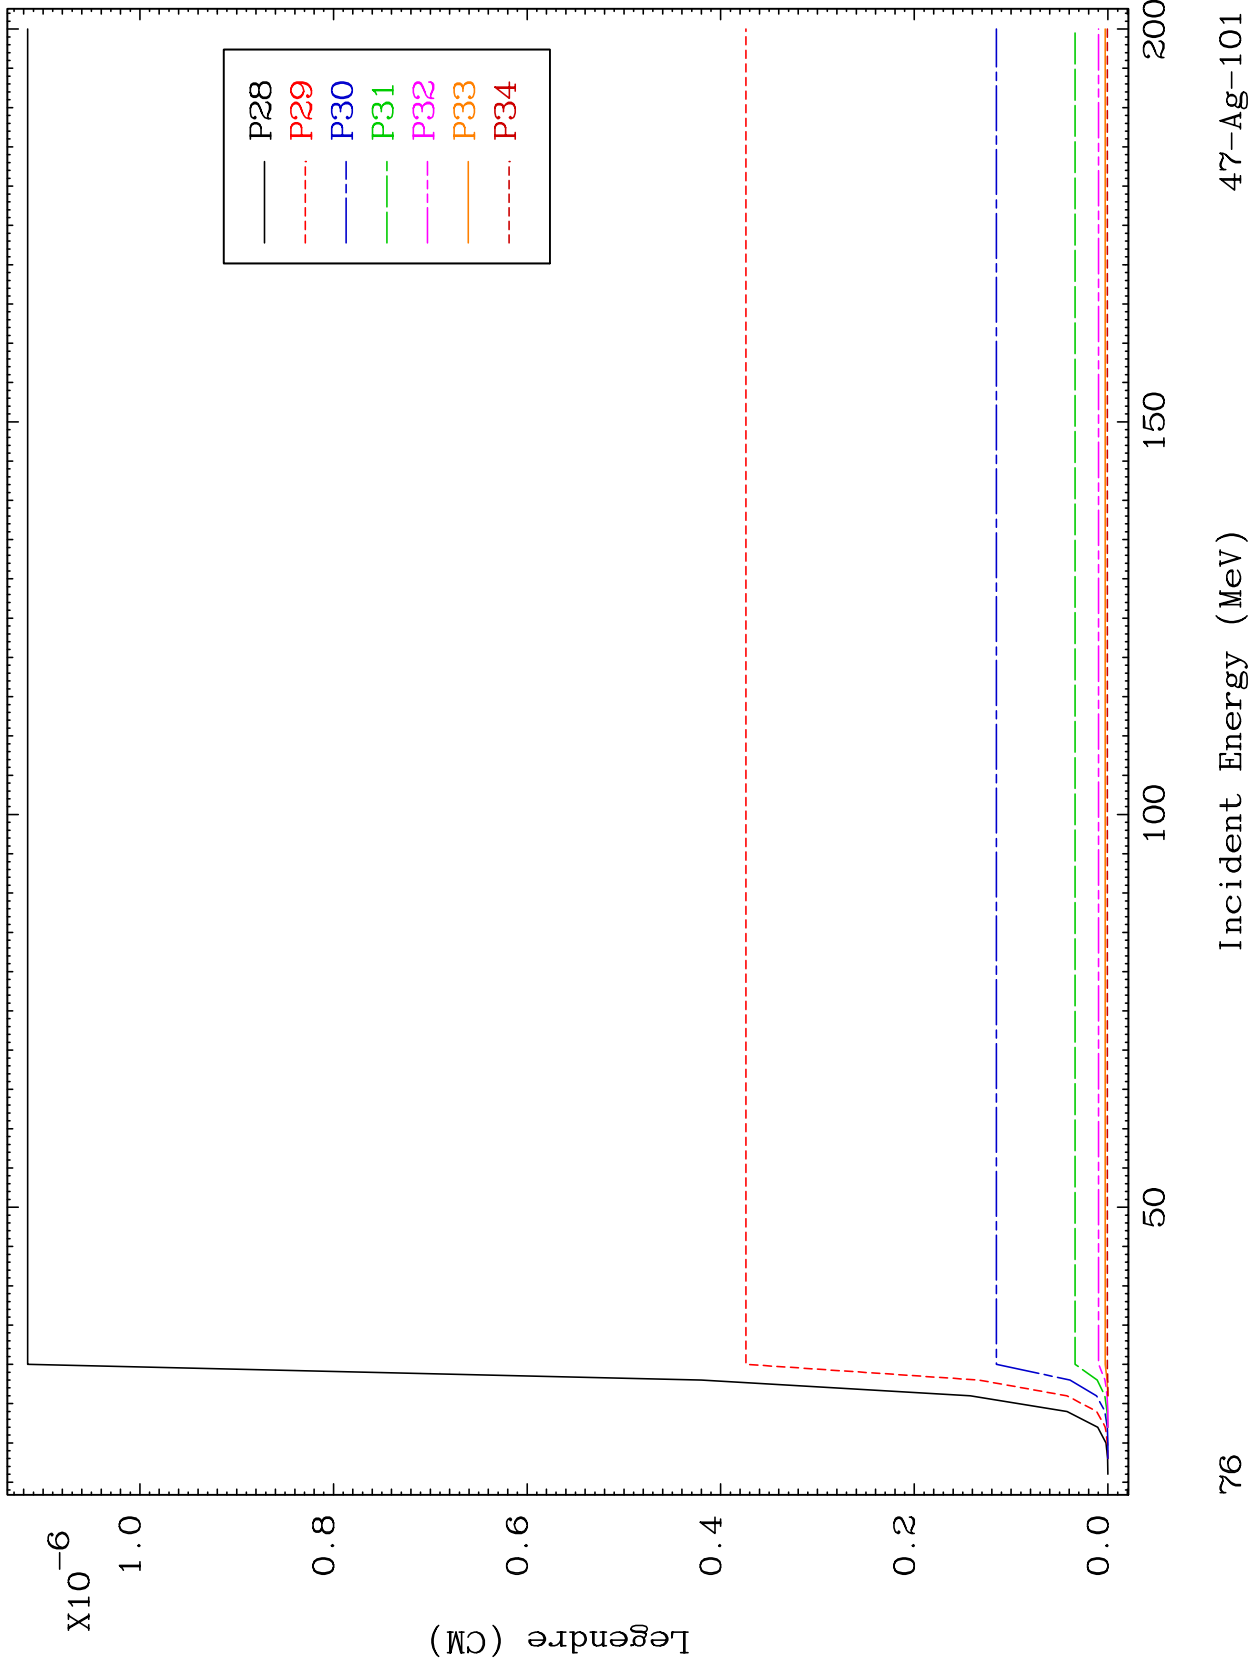 X10-6
1.0
0.8
0.6
0.4
0.2
0.0
Legendre (CM)
P28
P29
P30
P31
P32
P33
P34
50
100
150
200
Incident Energy (MeV)
76
47-Ag-101